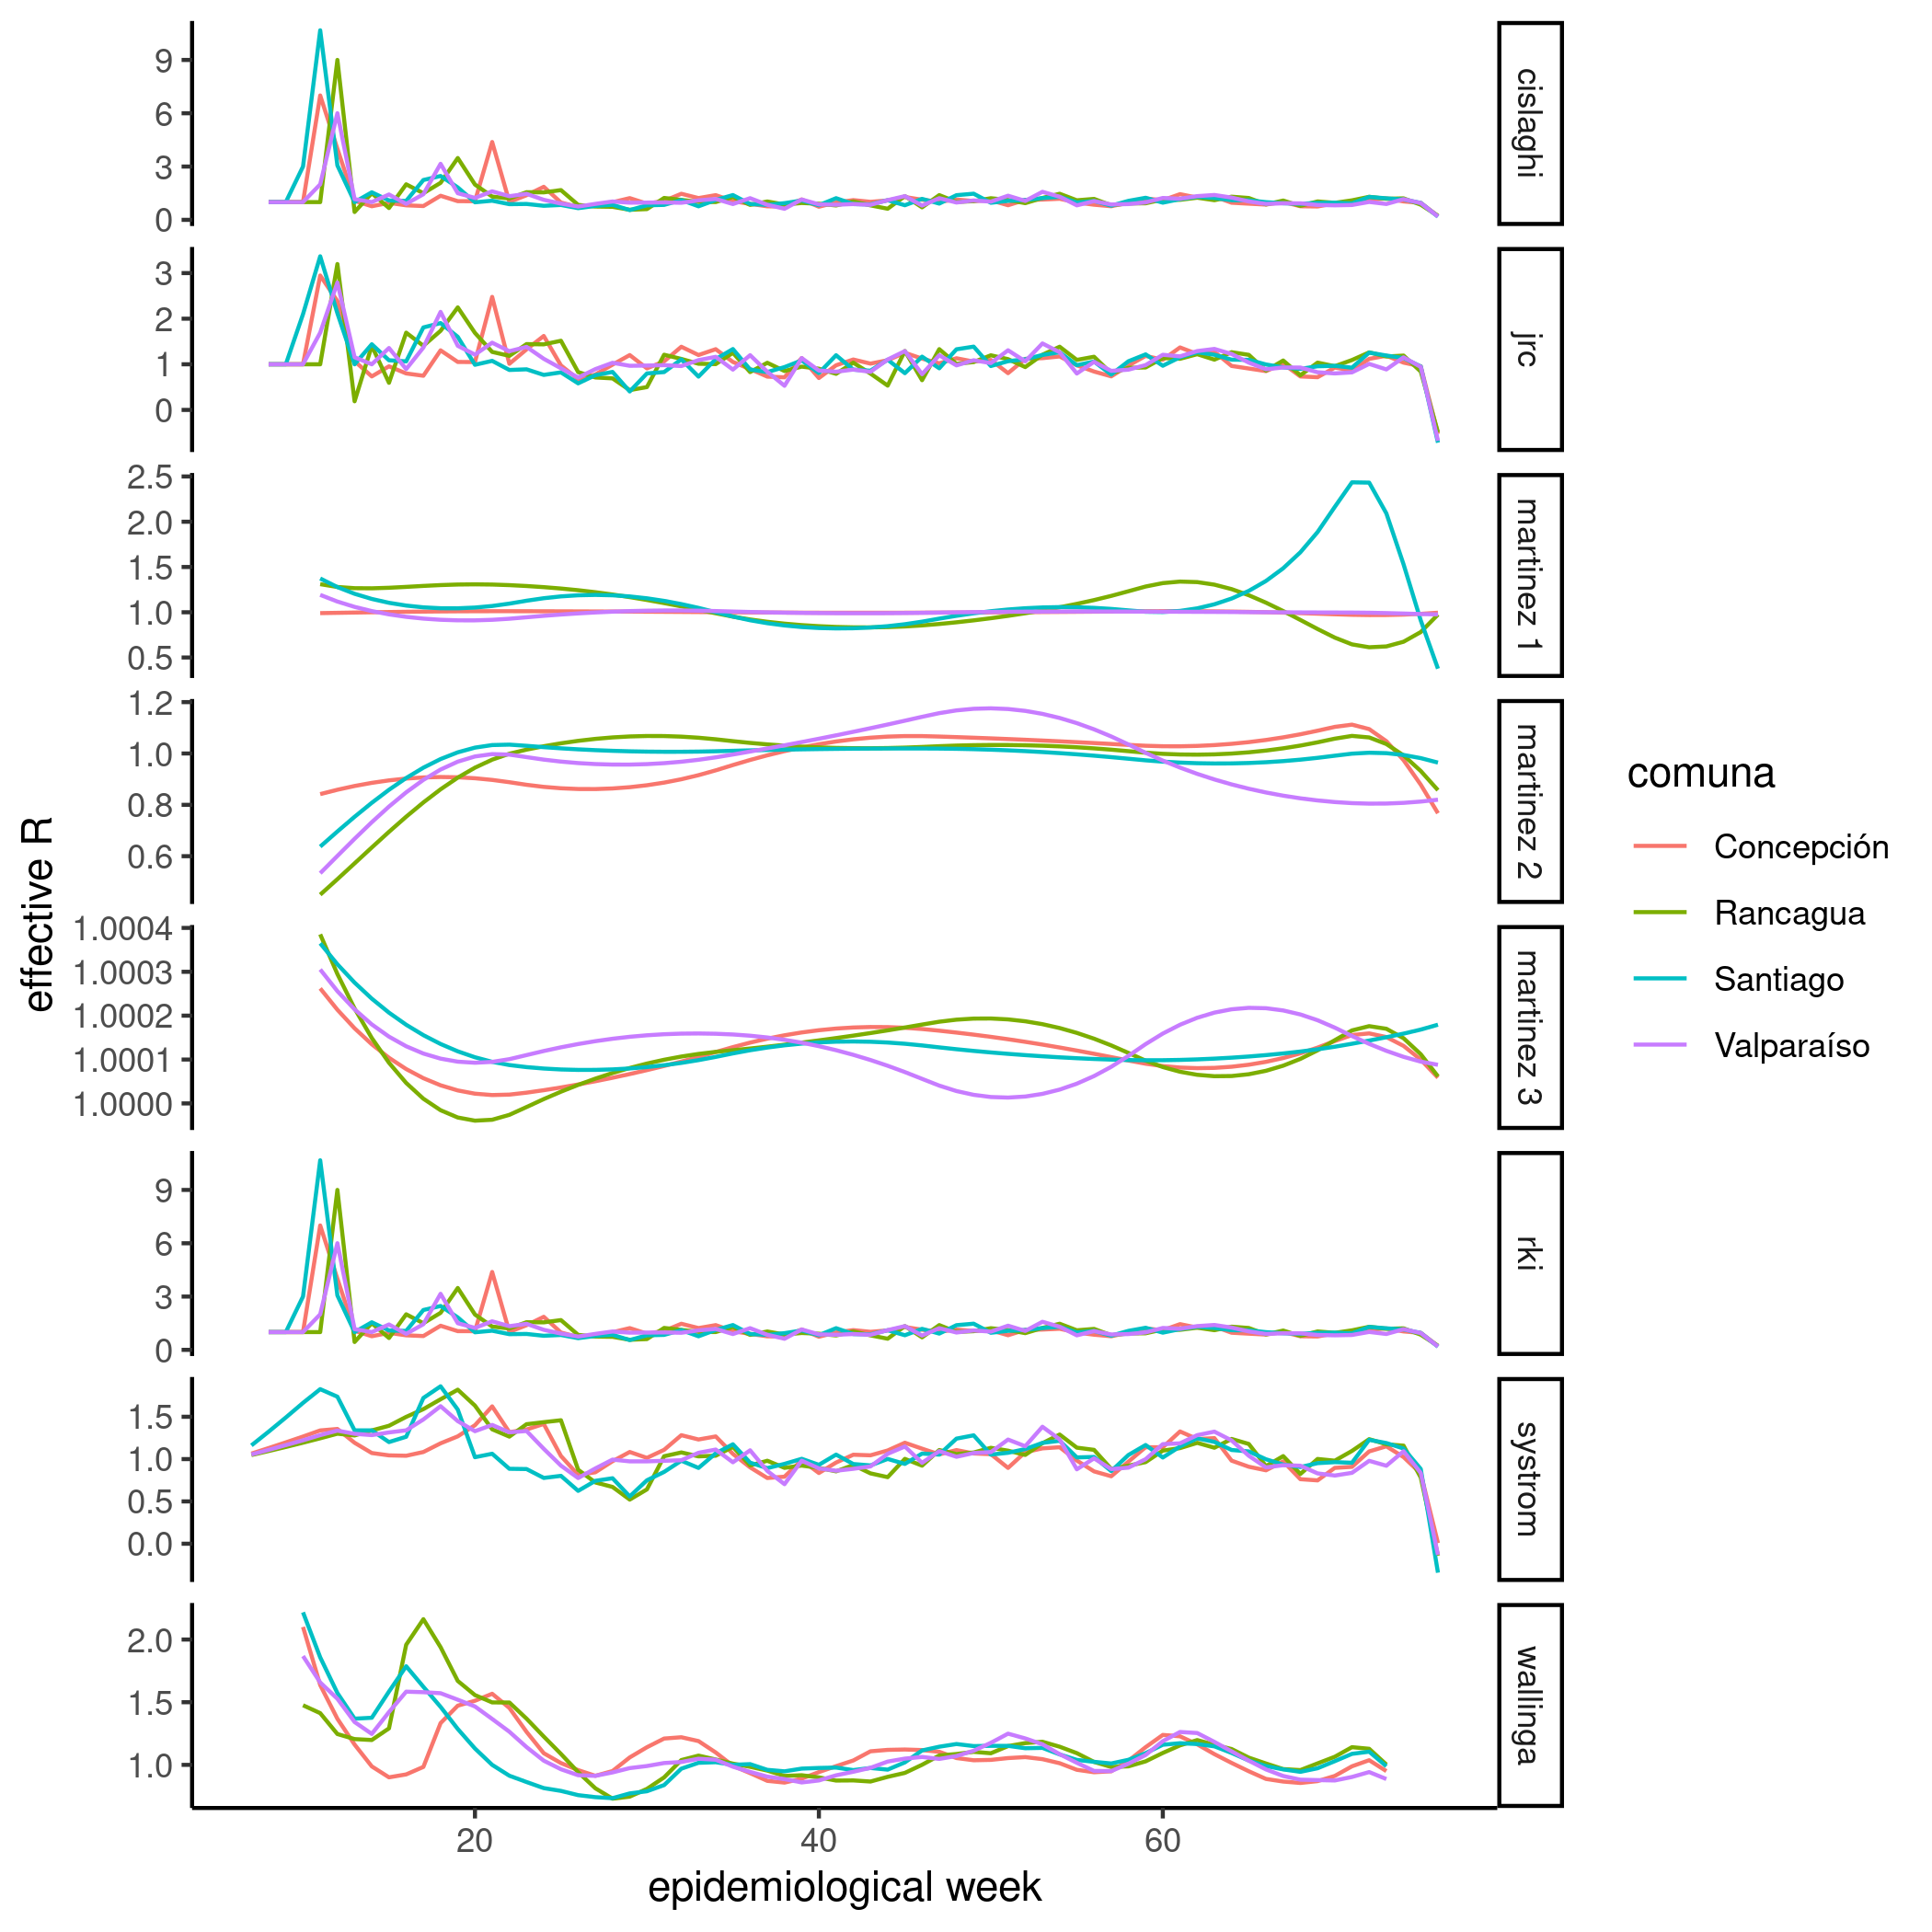 9
6
3
0
cislaghi
3
2
1
0
jrc
2.5
2.0
1.5
1.0
0.5
martinez 1
1.2
1.0
0.8
0.6
martinez 2
1.0004
1.0003
1.0002
1.0001
1.0000
martinez 3
9
6
3
0
rki
1.5
1.0
0.5
0.0
systrom
2.0
1.5
1.0
wallinga
effective R
20
40
60
epidemiological week
comuna
Concepción
Rancagua
Santiago
Valparaíso